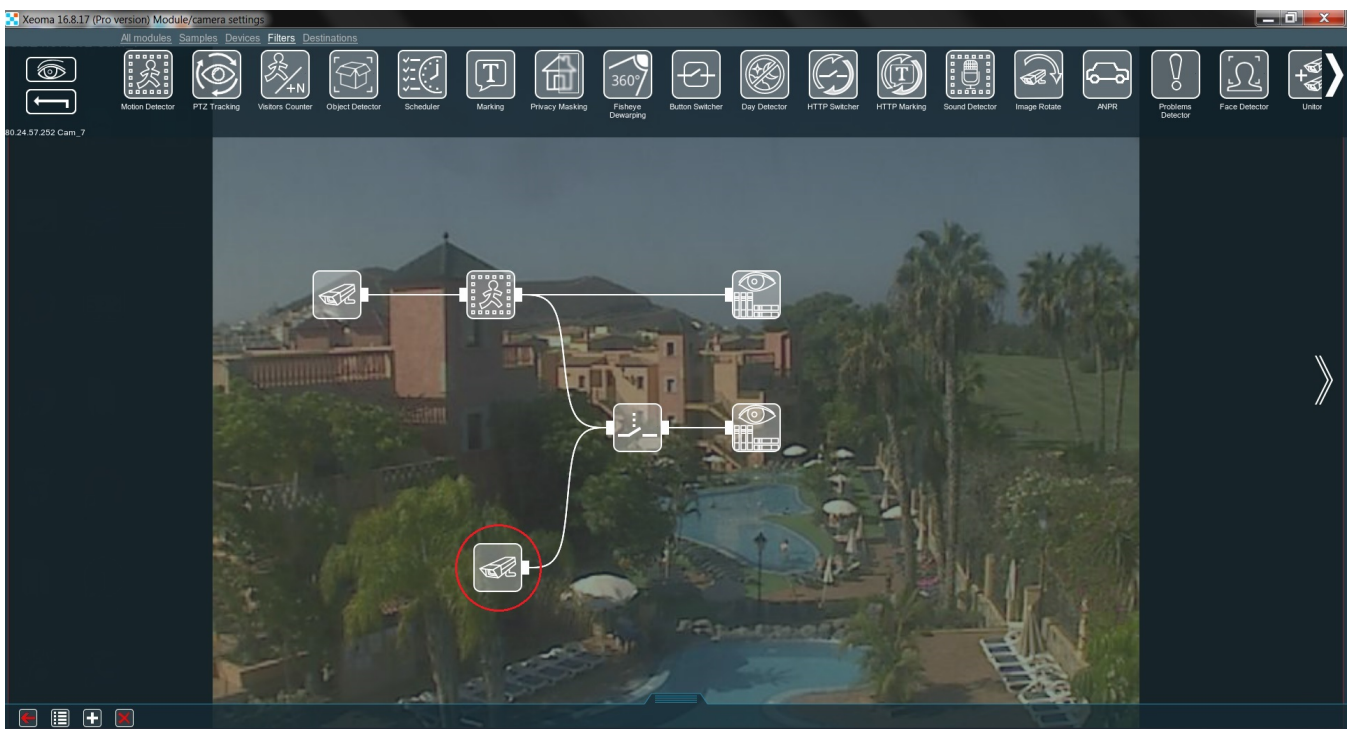 Xeoma 16.8.17 (Pro version) Module/camera settings
All modules Samples Devices Filters Destinations
+N
T
360°
T
Motion Detector PTZ Tracking Visitors Counter Object Detector Scheduler Marking Privacy Masking Fisheye Dewarping Button Switcher Day Detector HTTP Switcher HTTP Marking Sound Detector Image Rotate ANPR Problems Detector Face Detector Unitor
80.24.57.252 Cam_7